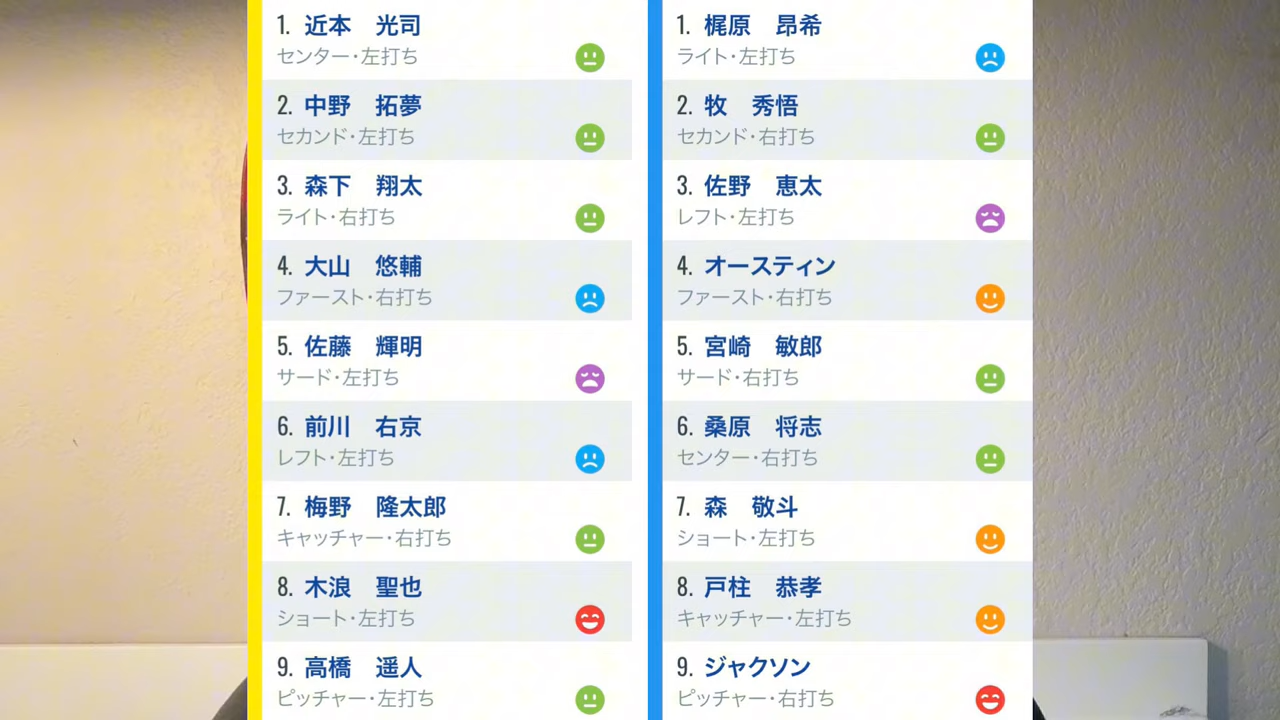 1. 近本 光司
センター・左打ち
2. 中野 拓夢
セカンド・左打ち
3. 森下 翔太
ライト・右打ち
4. 大山 悠輔
ファースト・右打ち
5. 佐藤 輝明
サード・左打ち
6. 前川 右京
レフト・左打ち
7. 梅野 隆太郎
キャッチャー・右打ち
8. 木浪 聖也
ショート・左打ち
9. 高橋 遥人
ピッチャー・左打ち
1. 梶原 昂希
ライト・左打ち
2. 牧 秀悟
セカンド・右打ち
3. 佐野 恵太
レフト・左打ち
4. オースティン
ファースト・右打ち
5. 宮崎 敏郎
サード・右打ち
6. 桑原 将志
センター・右打ち
7. 森 敬斗
ショート・左打ち
8. 戸柱 恭孝
キャッチャー・左打ち
9. ジャクソン
ピッチャー・右打ち